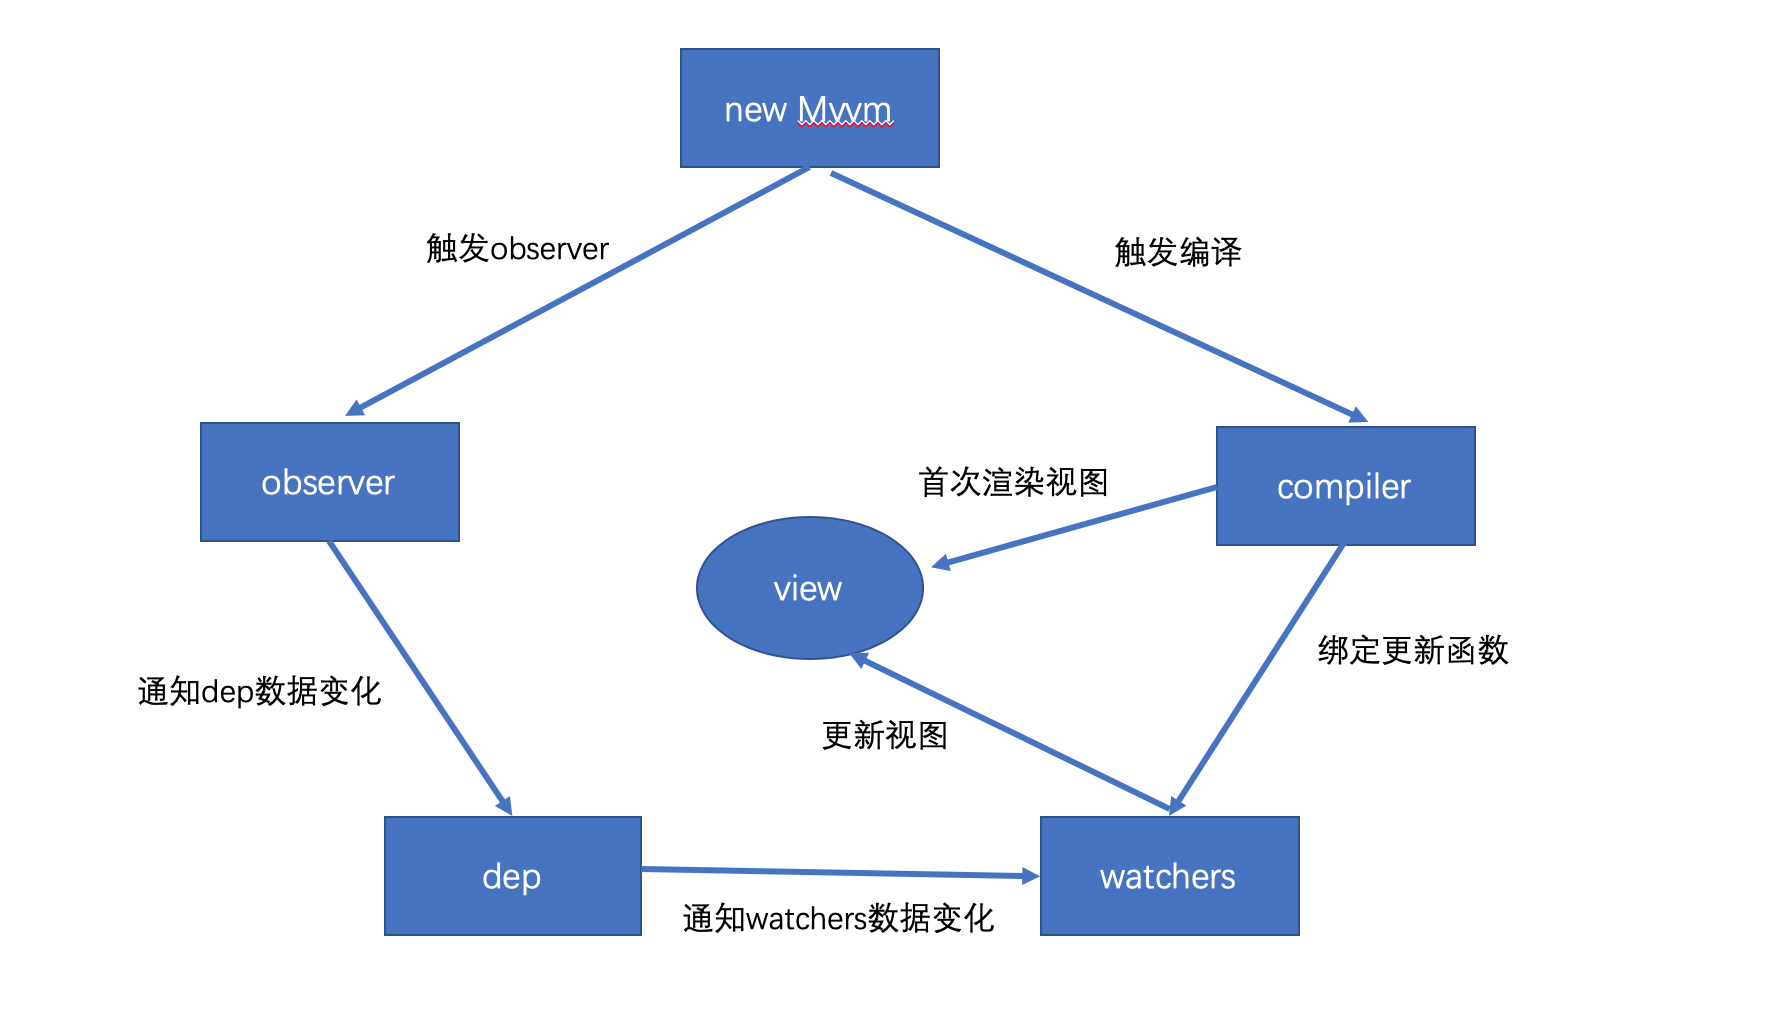 new Mvvm
触发observer
触发编译
observer
首次渲染视图
compiler
view
绑定更新函数
通知dep数据变化
更新视图
dep
watchers
通知watchers数据变化